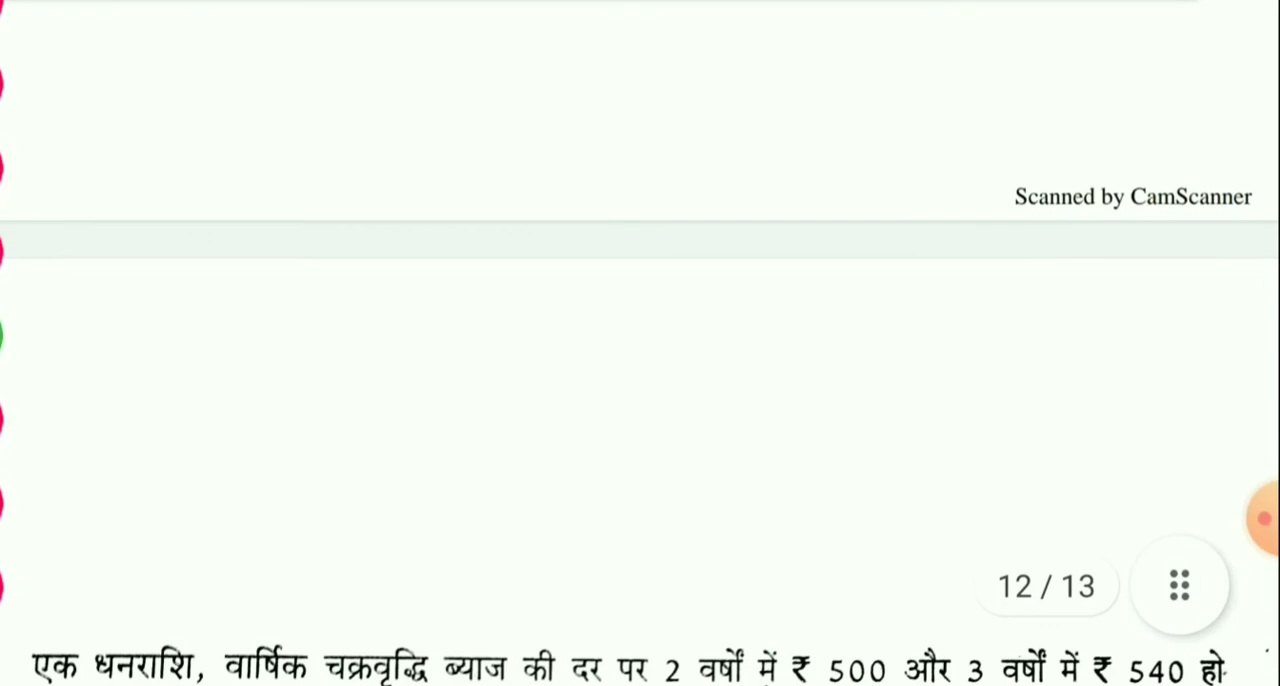 Scanned by CamScanner
12 / 13
एक धनराशि, वार्षिक चक्रवृद्धि ब्याज की दर पर 2 वर्षों में ₹ 500 और 3 वर्षों में ₹ 540 हो